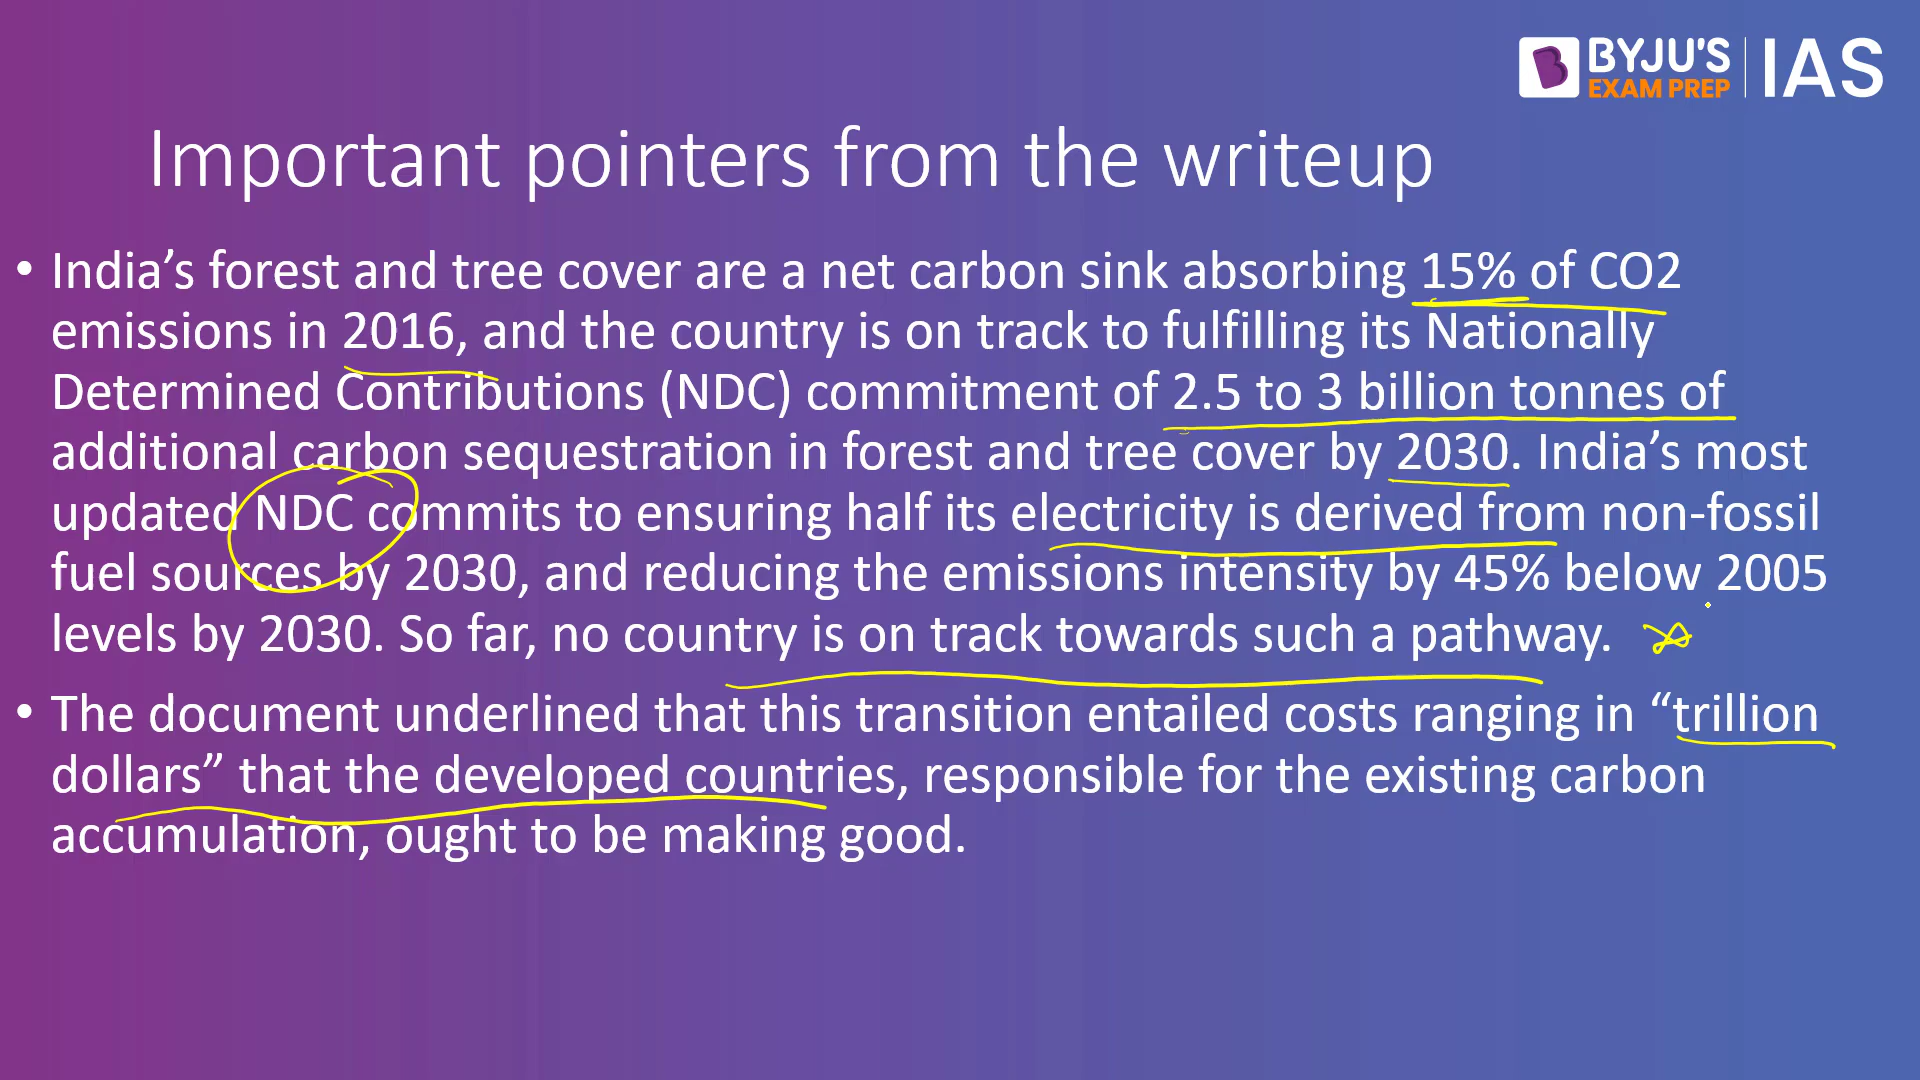 BYJU'S
EXAM PREP
IAS
Important pointers from the writeup
• India’s forest and tree cover are a net carbon sink absorbing 15% of CO2
emissions in 2016, and the country is on track to fulfilling its Nationally
Determined Contributions (NDC) commitment of 2.5 to 3 billion tonnes of
additional carbon sequestration in forest and tree cover by 2030. India’s most
updated NDC commits to ensuring half its electricity is derived from non-fossil
fuel sources by 2030, and reducing the emissions intensity by 45% below 2005
levels by 2030. So far, no country is on track towards such a pathway.
• The document underlined that this transition entailed costs ranging in “trillion
dollars” that the developed countries, responsible for the existing carbon
accumulation, ought to be making good.